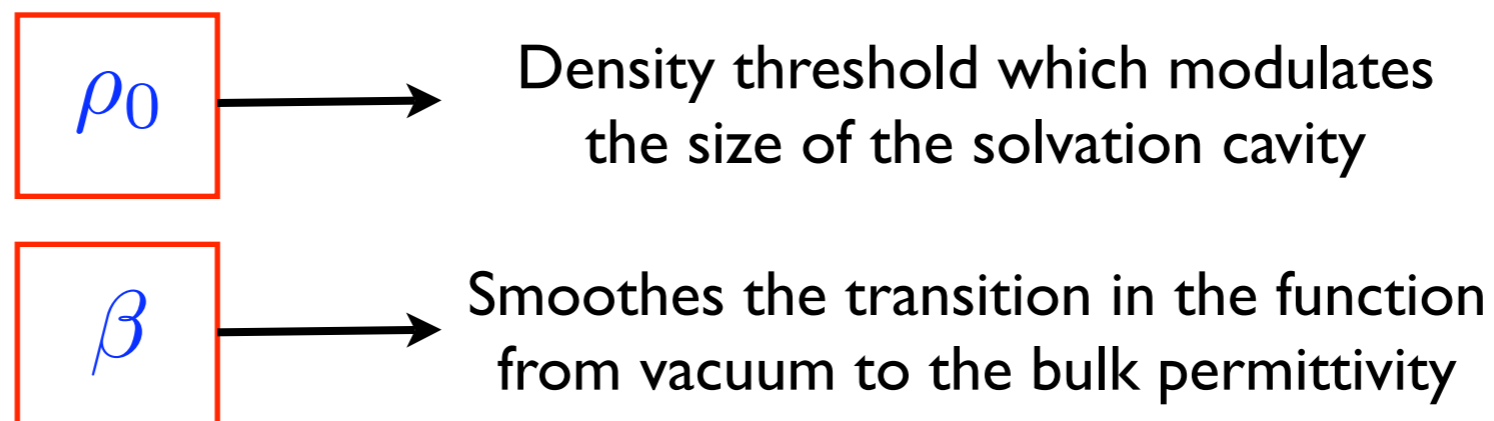 ρ₀
Density threshold which modulates
the size of the solvation cavity
β
Smoothes the transition in the function
from vacuum to the bulk permittivity